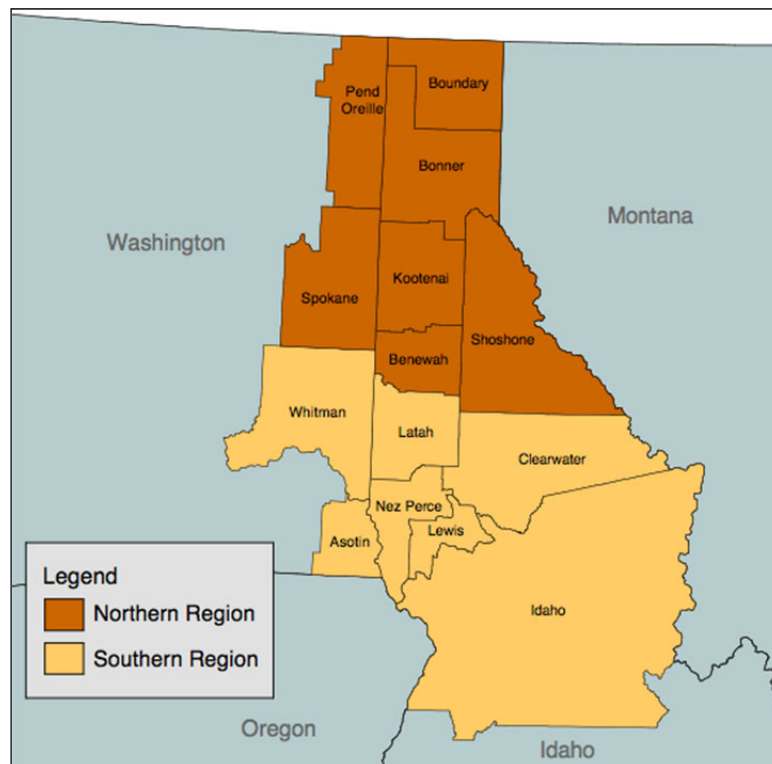 Boundary
Pend
Oreille
Bonner
Montana
Washington
Kootenai
Spokane
Shoshone
Benewah
Whitman
Latah
Clearwater
Nez Perce
Lewis
Asotin
Idaho
Legend
Northern Region
Southern Region
Oregon
Idaho